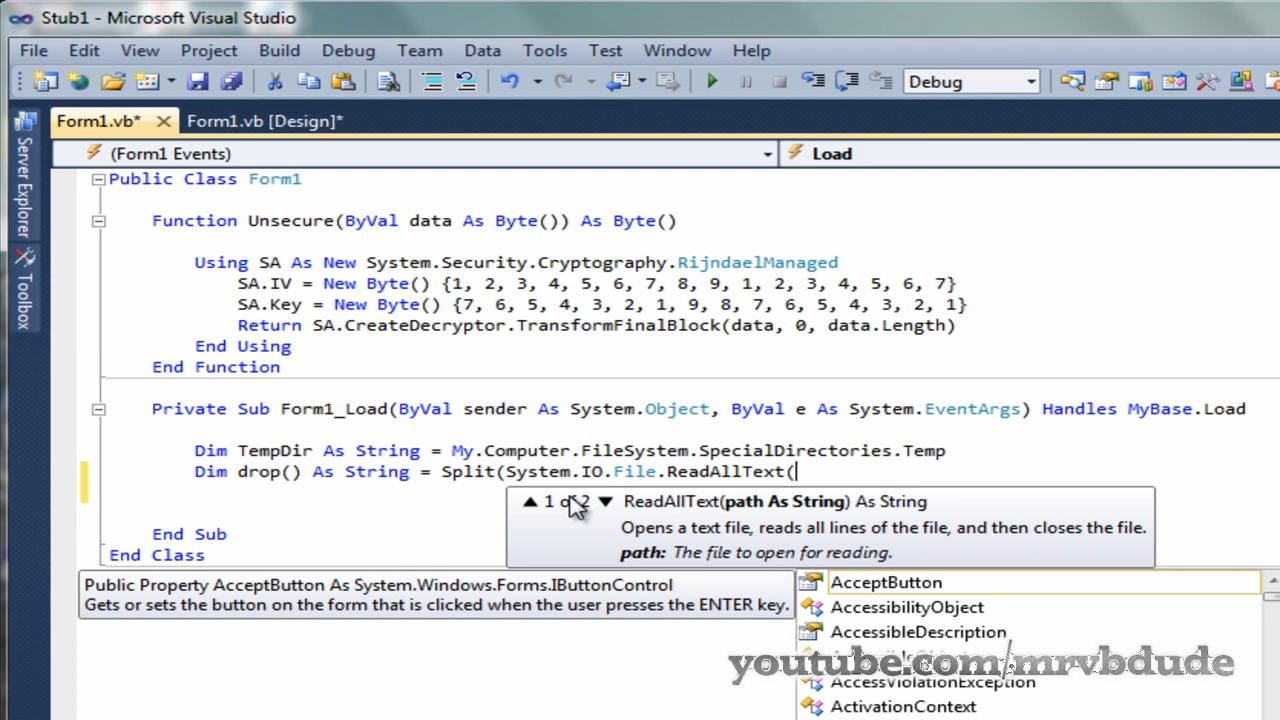 Stub1 - Microsoft Visual Studio
File Edit View Project Build Debug Team Data Tools Test Window Help
Debug
Form1.vb* Form1.vb [Design]*
(Form1 Events) Load
Server Explorer
Toolbox
Public Class Form1
Function Unsecure(ByVal data As Byte()) As Byte()
Using SA As New System.Security.Cryptography.RijndaelManaged
SA.IV = New Byte() {1, 2, 3, 4, 5, 6, 7, 8, 9, 1, 2, 3, 4, 5, 6, 7}
SA.Key = New Byte() {7, 6, 5, 4, 3, 2, 1, 9, 8, 7, 6, 5, 4, 3, 2, 1}
Return SA.CreateDecryptor.TransformFinalBlock(data, 0, data.Length)
End Using
End Function
Private Sub Form1_Load(ByVal sender As System.Object, ByVal e As System.EventArgs) Handles MyBase.Load
Dim TempDir As String = My.Computer.FileSystem.SpecialDirectories.Temp
Dim drop() As String = Split(System.IO.File.ReadAllText(
1 of 2 ReadAllText(path As String) As String
Opens a text file, reads all lines of the file, and then closes the file.
path: The file to open for reading.
End Sub
End Class
Public Property AcceptButton As System.Windows.Forms.IButtonControl
Gets or sets the button on the form that is clicked when the user presses the ENTER key.
AcceptButton
AccessibilityObject
AccessibleDescription
youtube.com/mrvbdude
AccessViolationException
ActivationContext